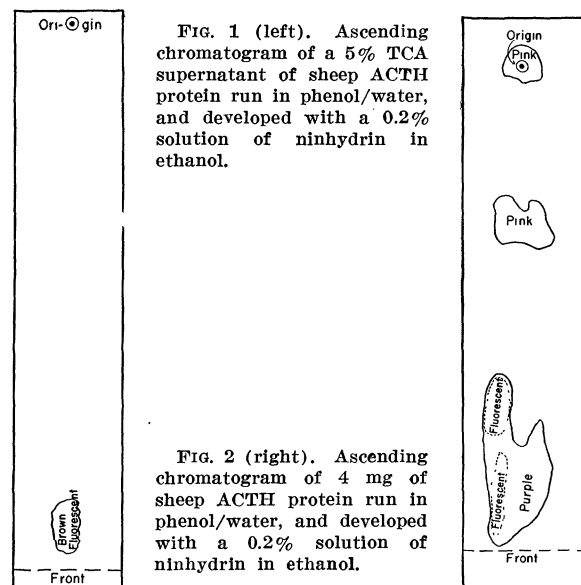 Ori- gin
FIG. 1 (left). Ascending
chromatogram of a 5% TCA
supernatant of sheep ACTH
protein run in phenol/water,
and developed with a 0.2%
solution of ninhydrin in
ethanol.
Brown
Fluorescent
Front
FIG. 2 (right). Ascending
chromatogram of 4 mg of
sheep ACTH protein run in
phenol/water, and developed
with a 0.2% solution of
ninhydrin in ethanol.
Origin
Pink
Pink
Fluorescent
Fluorescent
Purple
Front